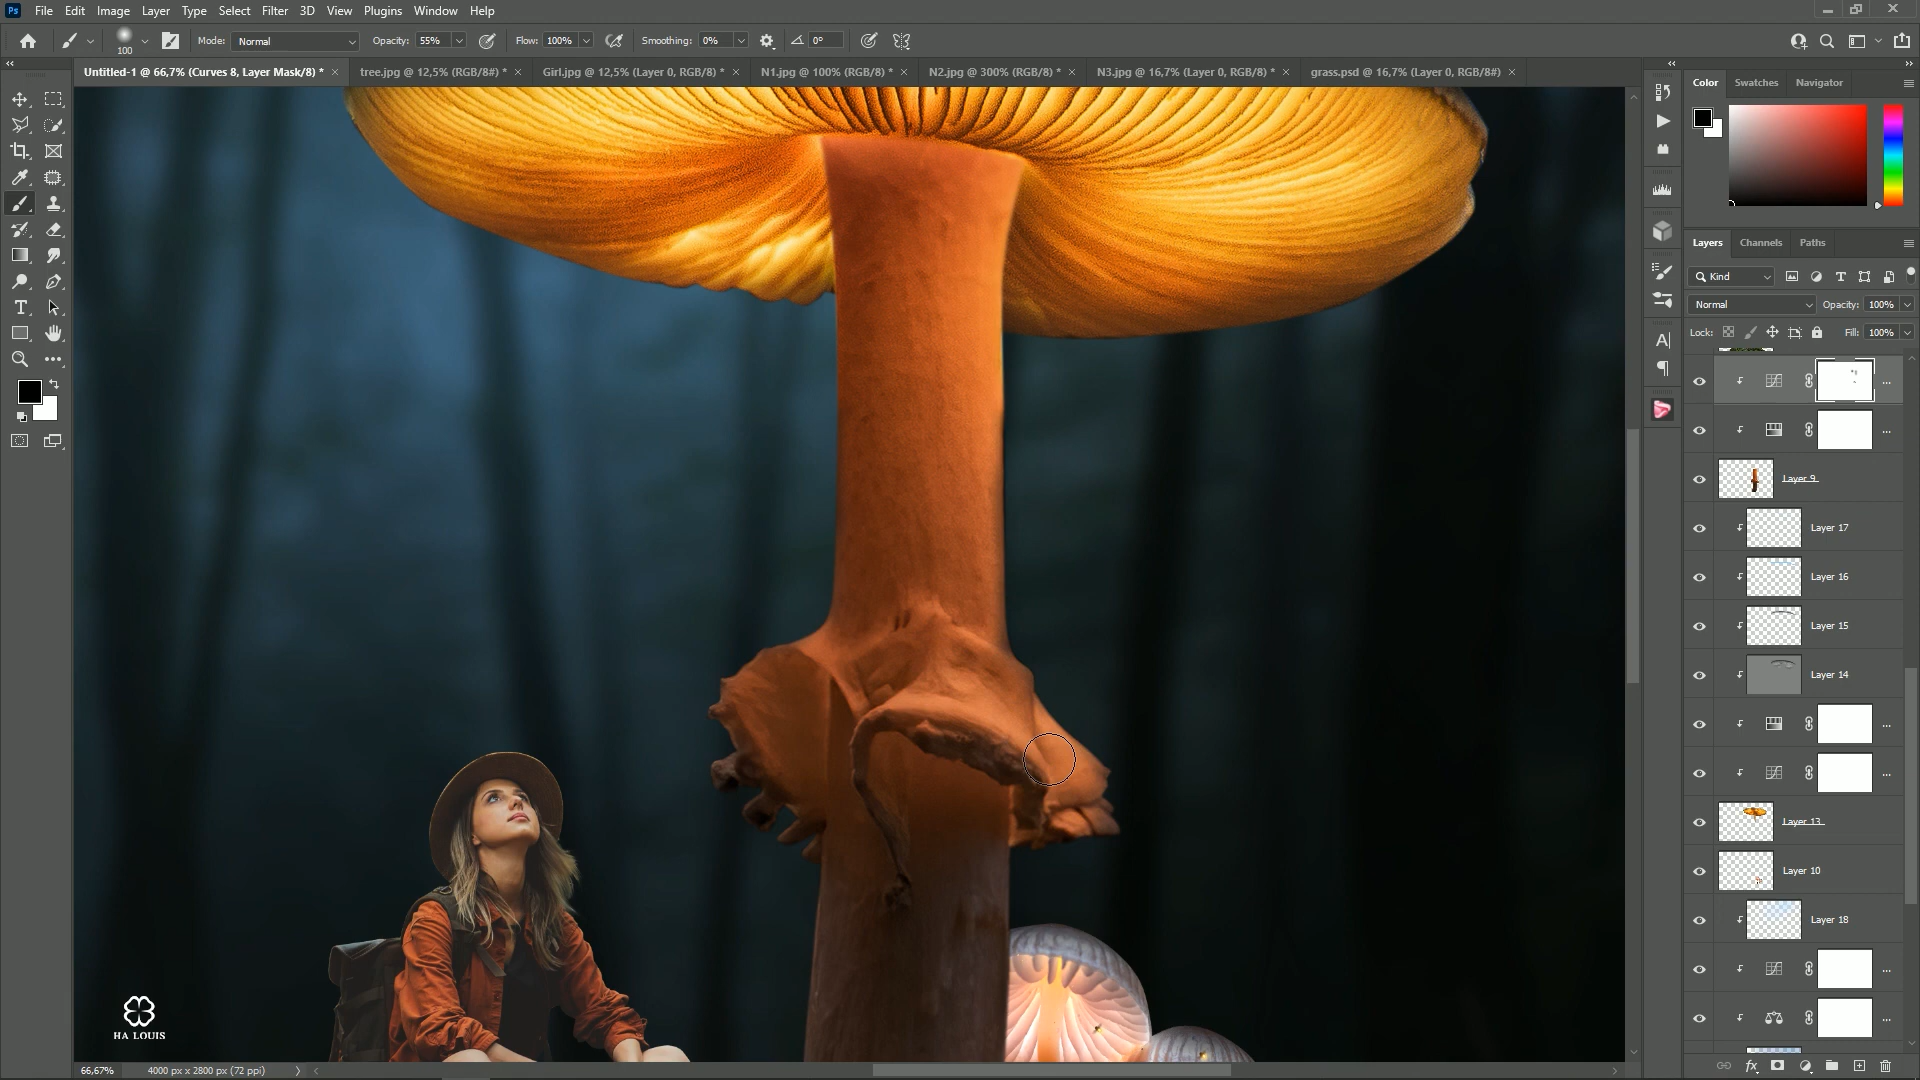 Ps File Edit Image Layer Type Select Filter 3D View Plugins Window Help
100 Mode: Normal Opacity: 55% Flow: 100% Smoothing: 0% 0°
Untitled-1 @ 66,7% (Curves 8, Layer Mask/8) * × tree.jpg @ 12,5% (RGB/8#) * × Girl.jpg @ 12,5% (Layer 0, RGB/8) * × N1.jpg @ 100% (RGB/8) * × N2.jpg @ 300% (RGB/8) * × N3.jpg @ 16,7% (Layer 0, RGB/8) * × grass.psd @ 16,7% (Layer 0, RGB/8#) ×
Color Swatches Navigator
Layers Channels Paths
Kind
Normal Opacity: 100%
Lock: Fill: 100%
Layer 9
Layer 17
Layer 16
Layer 15
Layer 14
Layer 13
Layer 10
Layer 18
HA LOUIS
66,67% 4000 px x 2800 px (72 ppi)